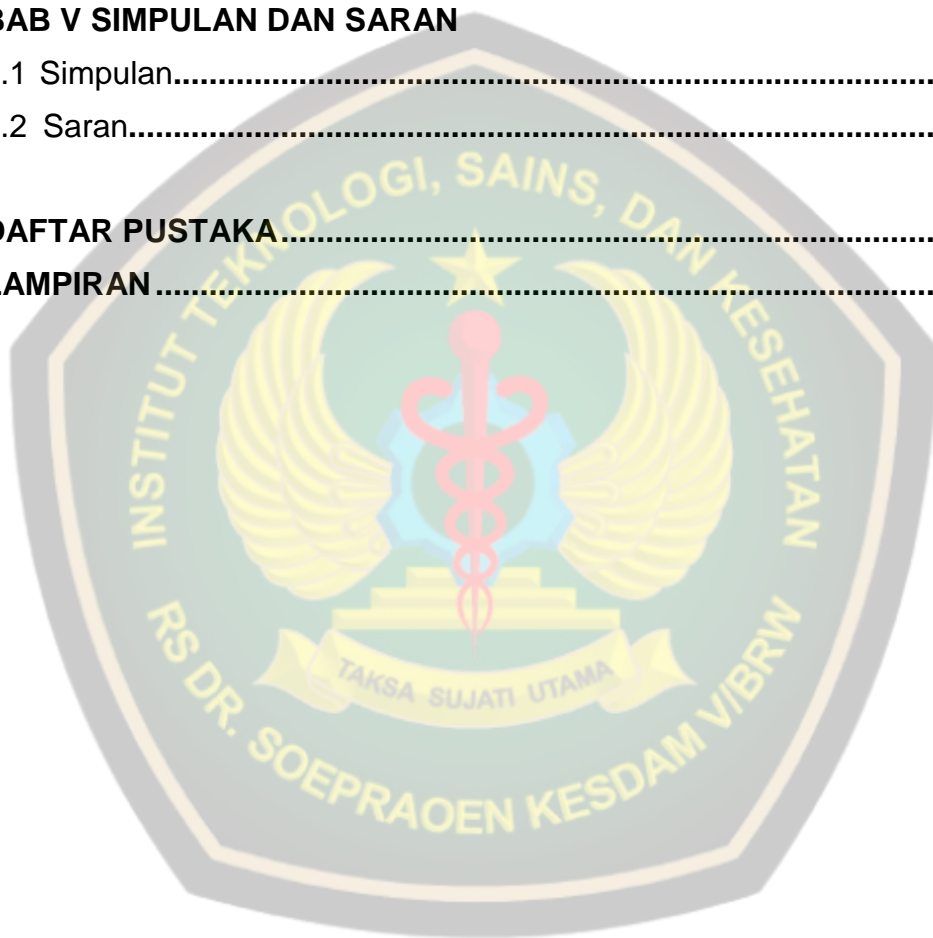 BAB V SIMPULAN DAN SARAN
.1 Simpulan..........................................................................................
.2 Saran...............................................................................................
DAFTAR PUSTAKA..............................................................................
LAMPIRAN............................................................................................
INSTITUT TEKNOLOGI, SAINS, DAN KESEHATAN
TAKSA SUJATI UTAMA
RS DR. SOEPRAOEN KESDAM V/BRW